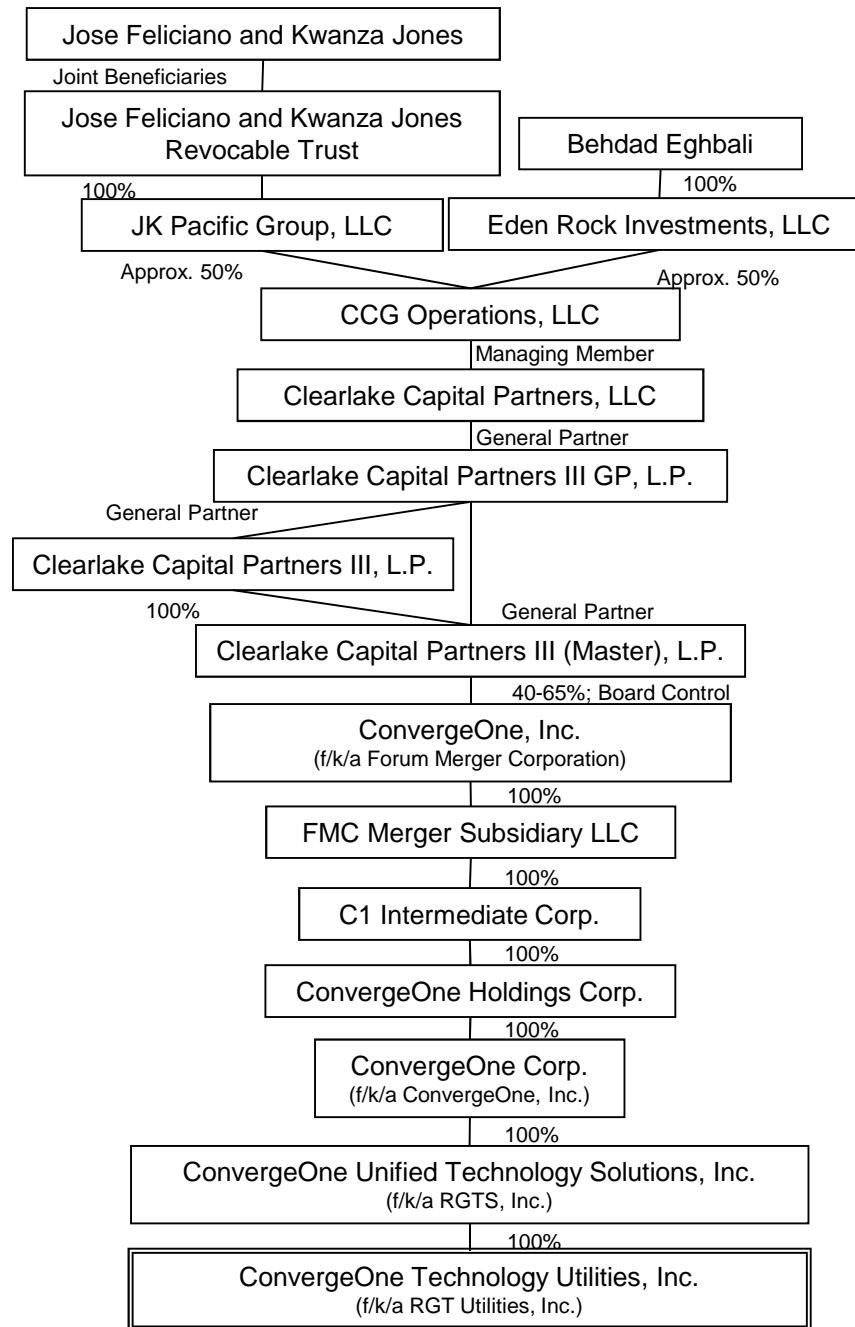 Jose Feliciano and Kwanza Jones
Joint Beneficiaries
Jose Feliciano and Kwanza Jones
Revocable Trust
Behdad Eghbali
100%
100%
JK Pacific Group, LLC
Eden Rock Investments, LLC
Approx. 50%
Approx. 50%
CCG Operations, LLC
Managing Member
Clearlake Capital Partners, LLC
General Partner
Clearlake Capital Partners III GP, L.P.
General Partner
Clearlake Capital Partners III, L.P.
100%
General Partner
Clearlake Capital Partners III (Master), L.P.
40-65%; Board Control
ConvergeOne, Inc.
(f/k/a Forum Merger Corporation)
100%
FMC Merger Subsidiary LLC
100%
C1 Intermediate Corp.
100%
ConvergeOne Holdings Corp.
100%
ConvergeOne Corp.
(f/k/a ConvergeOne, Inc.)
100%
ConvergeOne Unified Technology Solutions, Inc.
(f/k/a RGTS, Inc.)
100%
ConvergeOne Technology Utilities, Inc.
(f/k/a RGT Utilities, Inc.)